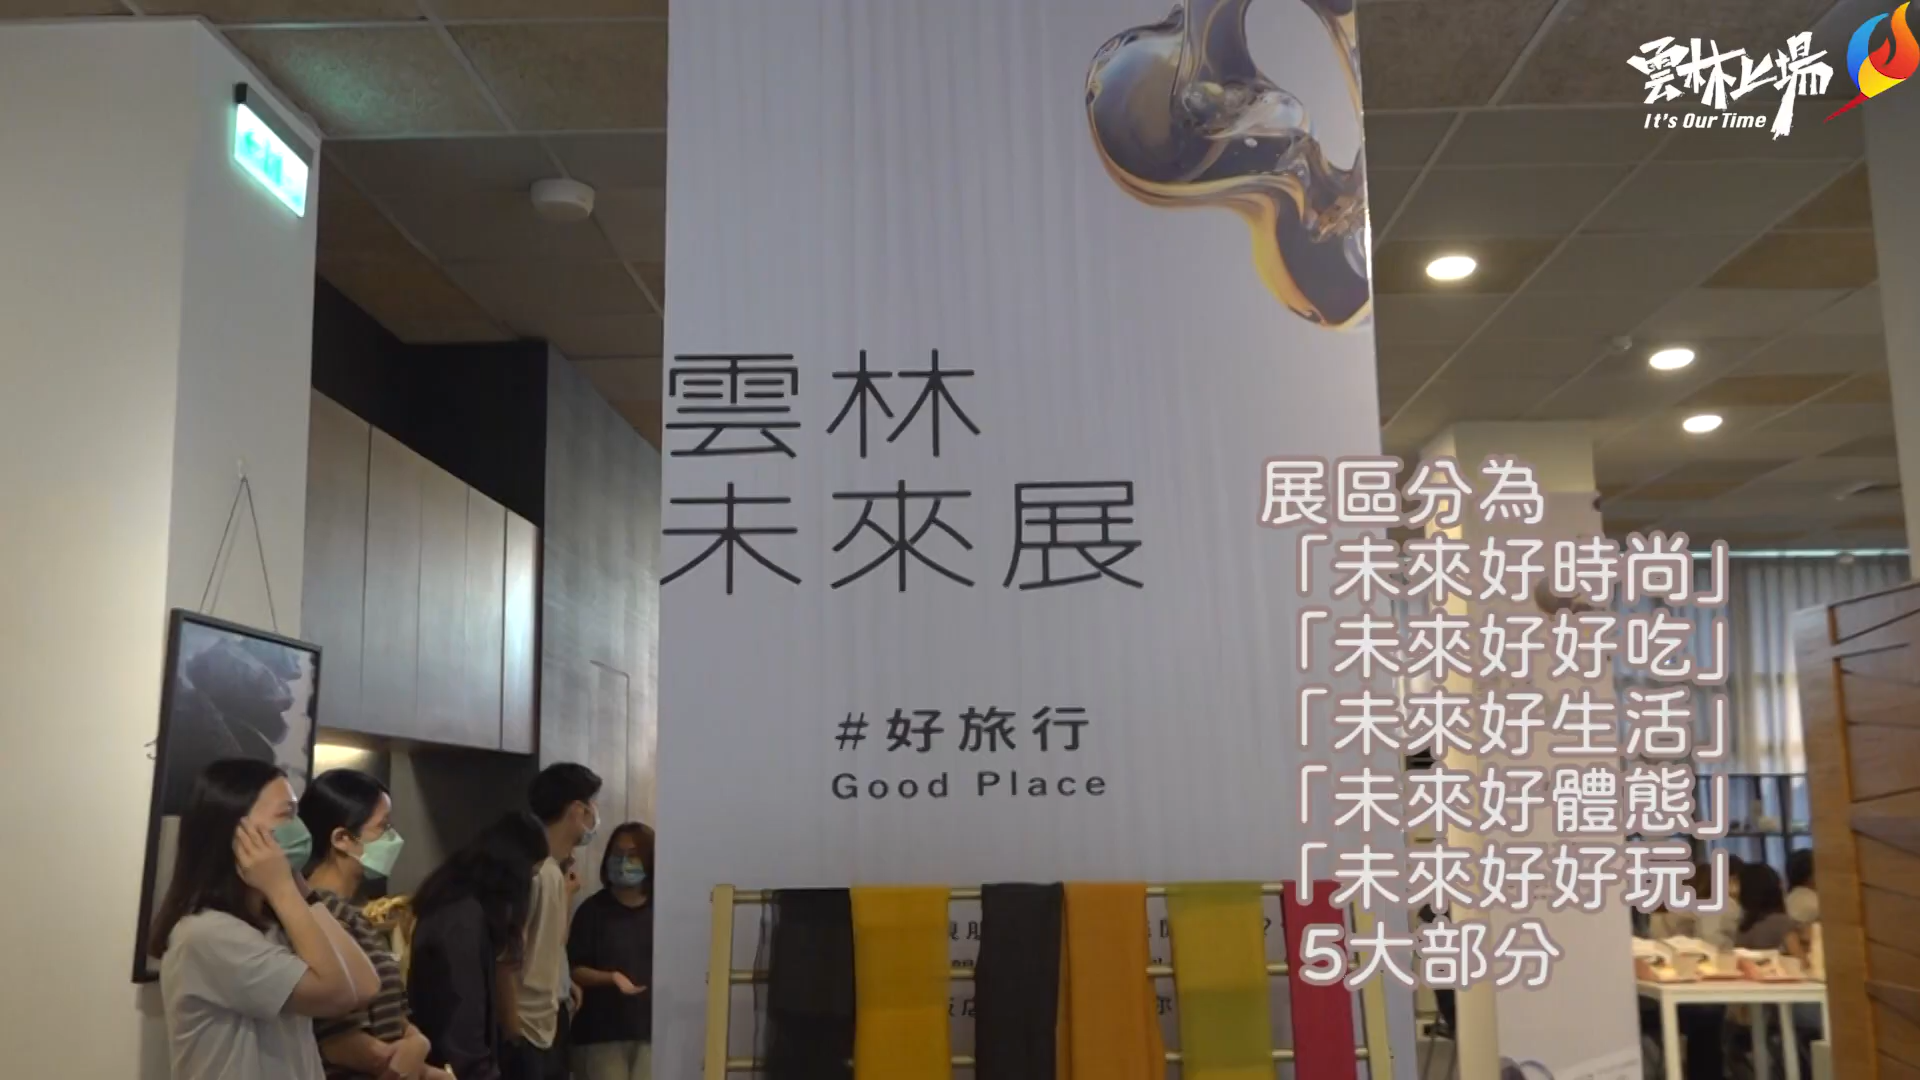 雲林上場
It's Our Time
雲林
未來展
#好旅行
Good Place
展區分為
「未來好時尚」
「未來好好吃」
「未來好生活」
「未來好體態」
「未來好好玩」
5大部分